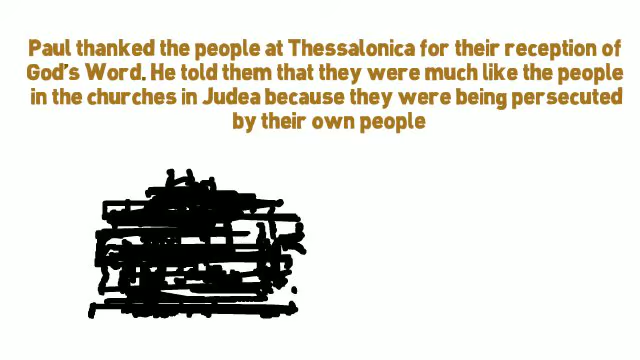 Paul thanked the people at Thessalonica for their reception of
God's Word. He told them that they were much like the people
in the churches in Judea because they were being persecuted
by their own people